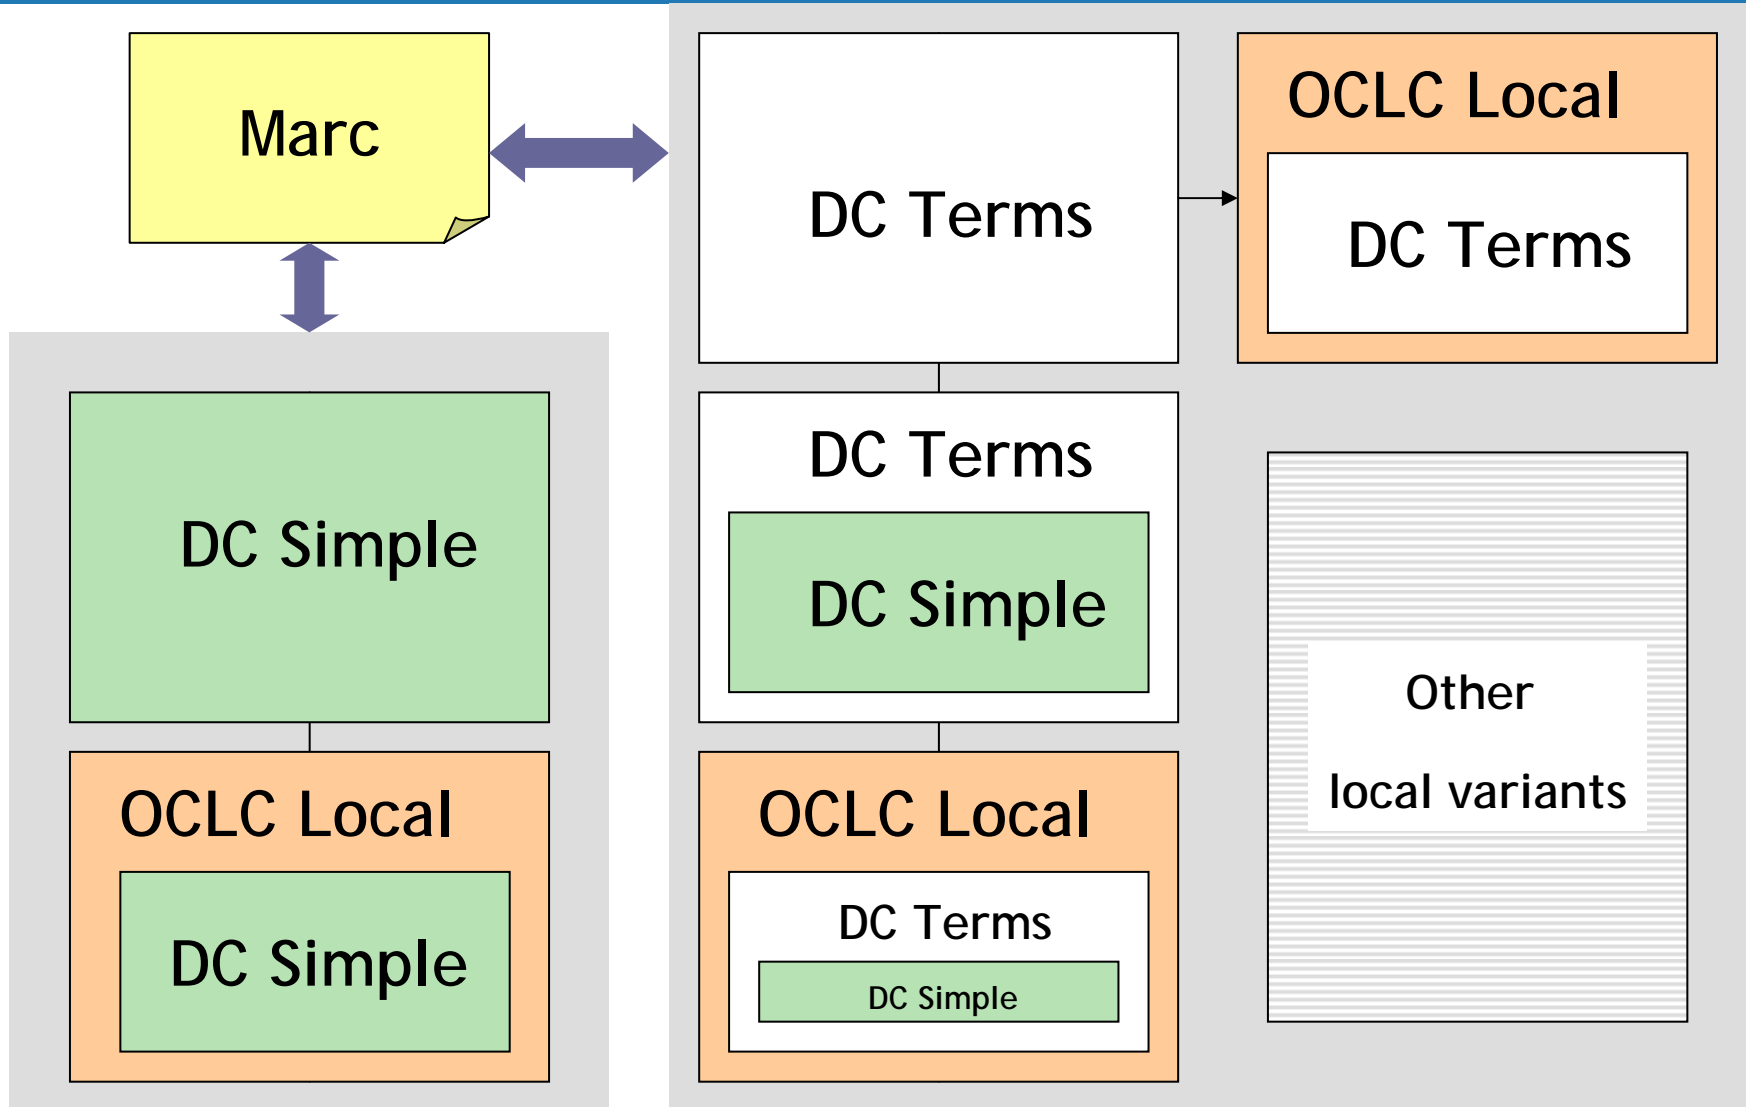 Marc
DC Terms
OCLC Local
DC Terms
DC Simple
DC Terms
DC Simple
Other
local variants
OCLC Local
DC Simple
OCLC Local
DC Terms
DC Simple